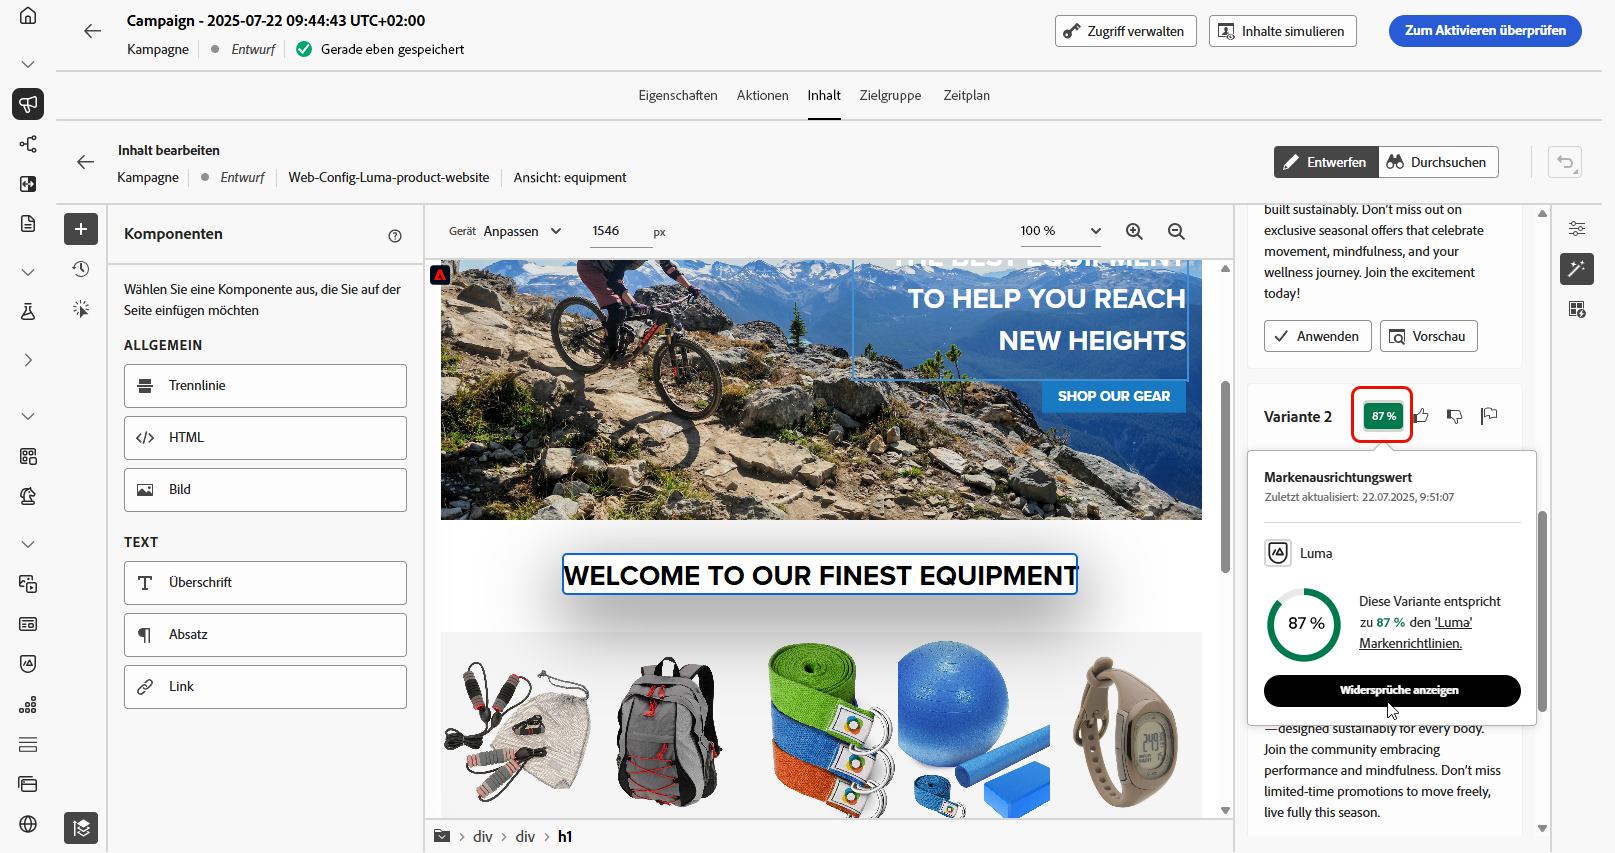 Campaign - 2025-07-22 09:44:43 UTC+02:00
Kampagne
Entwurf
Gerade eben gespeichert
Zugriff verwalten
Inhalte simulieren
Zum Aktivieren überprüfen
Eigenschaften
Aktionen
Inhalt
Zielgruppe
Zeitplan
Inhalt bearbeiten
Kampagne
Entwurf
Web-Config-Luma-product-website
Ansicht: equipment
Entwerfen
Durchsuchen
Komponenten
Wählen Sie eine Komponente aus, die Sie auf der
Seite einfügen möchten
ALLGEMEIN
Trennlinie
HTML
Bild
TEXT
Überschrift
Absatz
Link
Gerät Anpassen
1546 px
100 %
THE BEST EQUIPMENT
TO HELP YOU REACH
NEW HEIGHTS
SHOP OUR GEAR
WELCOME TO OUR FINEST EQUIPMENT
div > div > h1
built sustainably. Don't miss out on
exclusive seasonal offers that celebrate
movement, mindfulness, and your
wellness journey. Join the excitement
today!
Anwenden
Vorschau
Variante 2
87 %
Markenausrichtungswert
Zuletzt aktualisiert: 22.07.2025, 9:51:07
Luma
87 %
Diese Variante entspricht
zu 87 % den 'Luma'
Markenrichtlinien.
Widersprüche anzeigen
—designed sustainably for every body.
Join the community embracing
performance and mindfulness. Don't miss
limited-time promotions to move freely,
live fully this season.